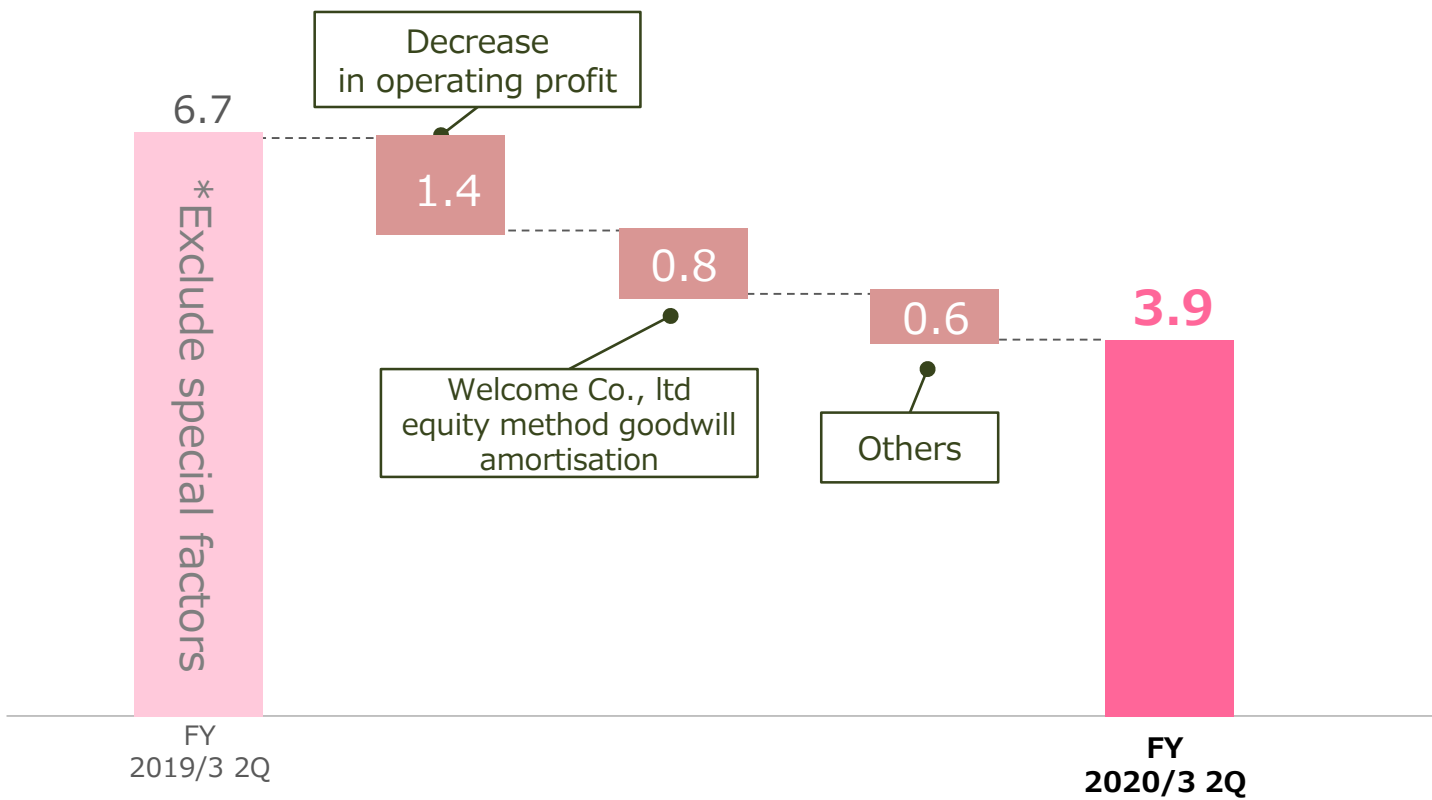 Decrease
in operating profit
6.7
*Exclude special factors
1.4
0.8
0.6
3.9
Welcome Co., ltd
equity method goodwill
amortisation
Others
FY
2019/3 2Q
FY
2020/3 2Q